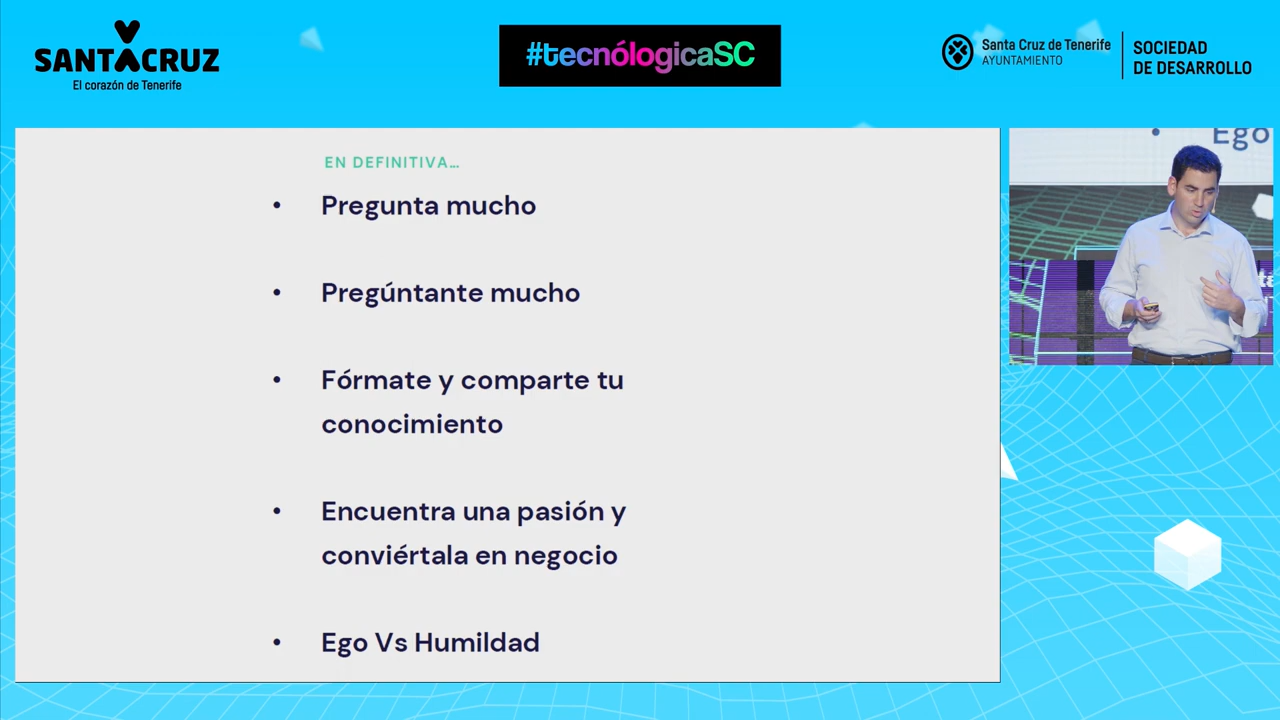 SANTACRUZ
El corazón de Tenerife
#tecnólogicaSC
Santa Cruz de Tenerife
AYUNTAMIENTO
SOCIEDAD
DE DESARROLLO
EN DEFINITIVA...
• Pregunta mucho
• Pregúntante mucho
• Fórmate y comparte tu
conocimiento
• Encuentra una pasión y
conviértala en negocio
• Ego Vs Humildad
• Ego